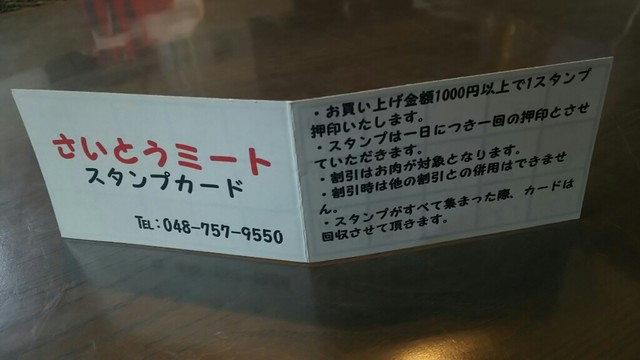 さいとうミート
スタンプカード
TEL:048-757-9550
・お買い上げ金額1000円以上で1スタンプ
押印いたします。
・スタンプは一日につき一回の押印とさせ
ていただきます。
・割引はお肉が対象となります。
・割引時は他の割引との併用はできませ
ん。
・スタンプがすべて集まった際、カードは
回収させて頂きます。